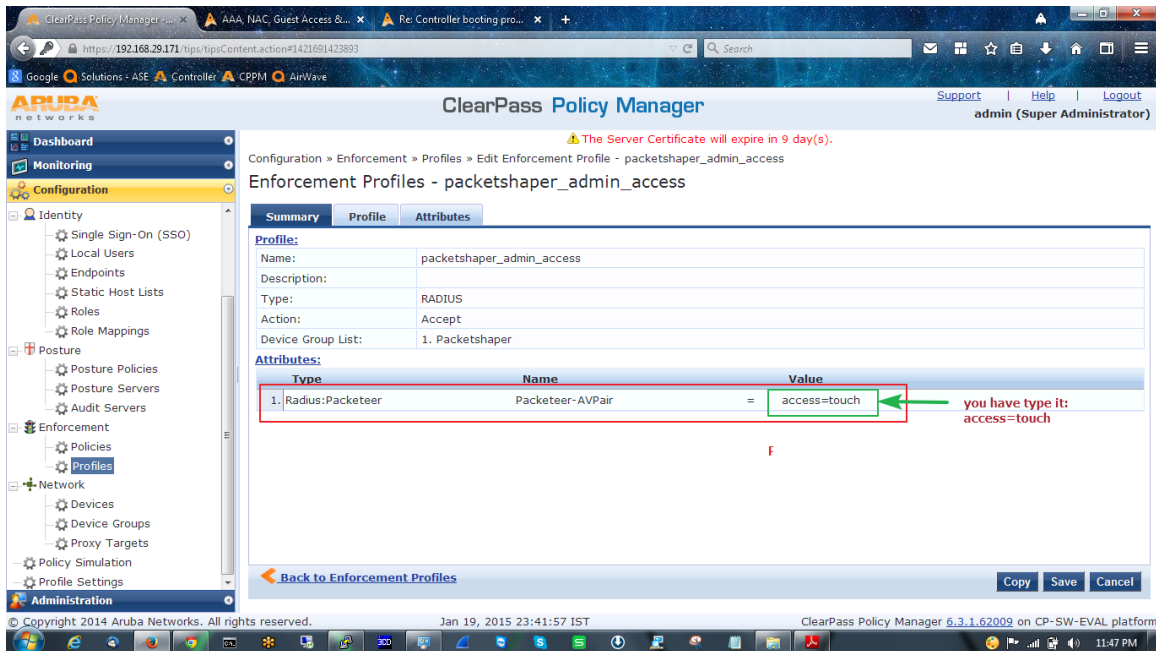 ClearPass Policy Manager - ...
AAA, NAC, Guest Access &...
Re: Controller booting pro...
https://192.168.29.171/tips/tipsContent.action#1421691423893
Search
Google
Solutions - ASE
Controller
CPPM
AirWave
ARUBA
networks
ClearPass Policy Manager
Support | Help | Logout
admin (Super Administrator)
Dashboard
Monitoring
Configuration
Identity
Single Sign-On (SSO)
Local Users
Endpoints
Static Host Lists
Roles
Role Mappings
Posture
Posture Policies
Posture Servers
Audit Servers
Enforcement
Policies
Profiles
Network
Devices
Device Groups
Proxy Targets
Policy Simulation
Profile Settings
Administration
The Server Certificate will expire in 9 day(s).
Configuration » Enforcement » Profiles » Edit Enforcement Profile - packetshaper_admin_access
Enforcement Profiles - packetshaper_admin_access
Summary Profile Attributes
Profile:
Name: packetshaper_admin_access
Description:
Type: RADIUS
Action: Accept
Device Group List: 1. Packetshaper
Attributes:
Type Name Value
1. Radius:Packeteer Packeteer-AVPair = access=touch
you have type it:
access=touch
F
Back to Enforcement Profiles
Copy Save Cancel
© Copyright 2014 Aruba Networks. All rights reserved. Jan 19, 2015 23:41:57 IST ClearPass Policy Manager 6.3.1.62009 on CP-SW-EVAL platform
11:47 PM